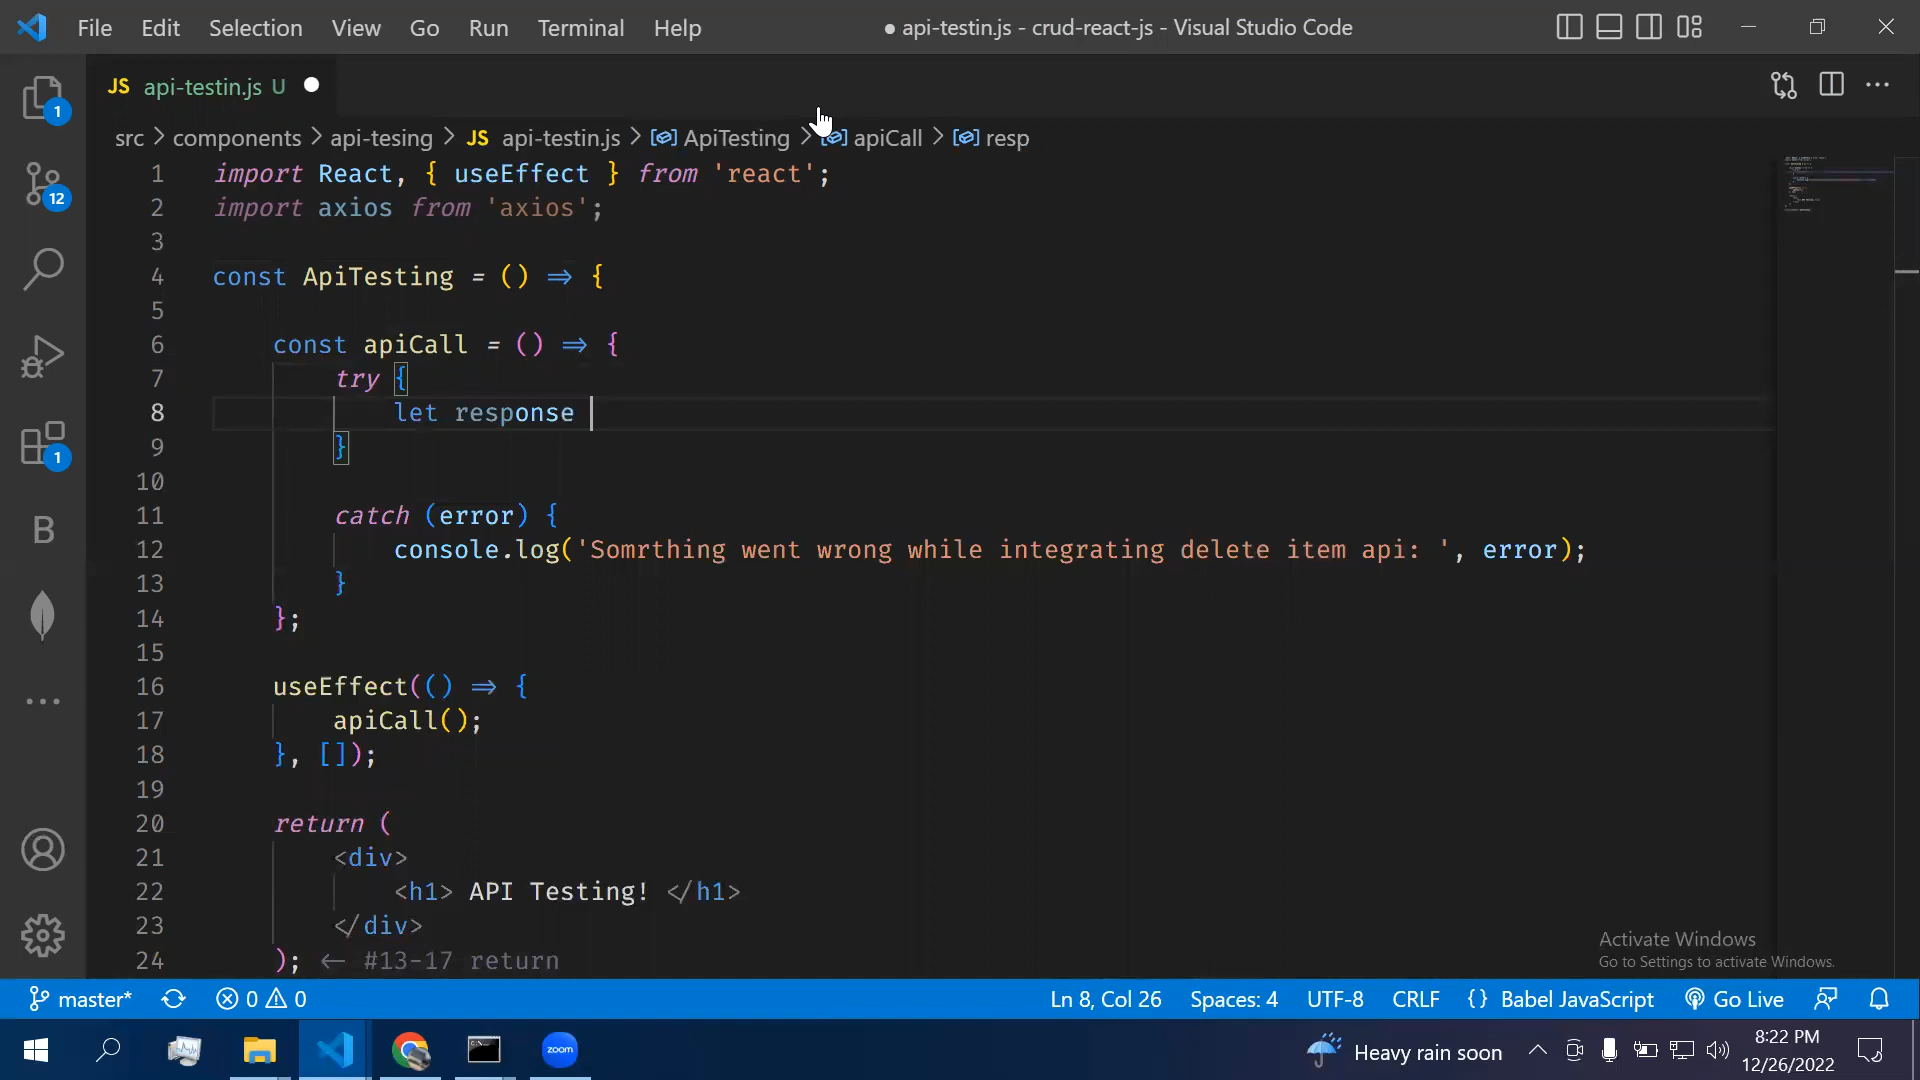 File Edit Selection View Go Run Terminal Help
● api-testin.js - crud-react-js - Visual Studio Code
JS api-testin.js U
src > components > api-tesing > JS api-testin.js > ApiTesting > apiCall > resp
1 import React, { useEffect } from 'react';
2 import axios from 'axios';
3
4 const ApiTesting = () => {
5
6 const apiCall = () => {
7 try {
8 let response
9 }
10
11 catch (error) {
12 console.log('Somrthing went wrong while integrating delete item api: ', error);
13 }
14 };
15
16 useEffect(() => {
17 apiCall();
18 }, []);
19
20 return (
21 <div>
22 <h1> API Testing! </h1>
23 </div>
24 ); <- #13-17 return
1
12
1
B
Activate Windows
Go to Settings to activate Windows.
master* 0 0 Ln 8, Col 26 Spaces: 4 UTF-8 CRLF {} Babel JavaScript Go Live
zoom
Heavy rain soon
8:22 PM
12/26/2022